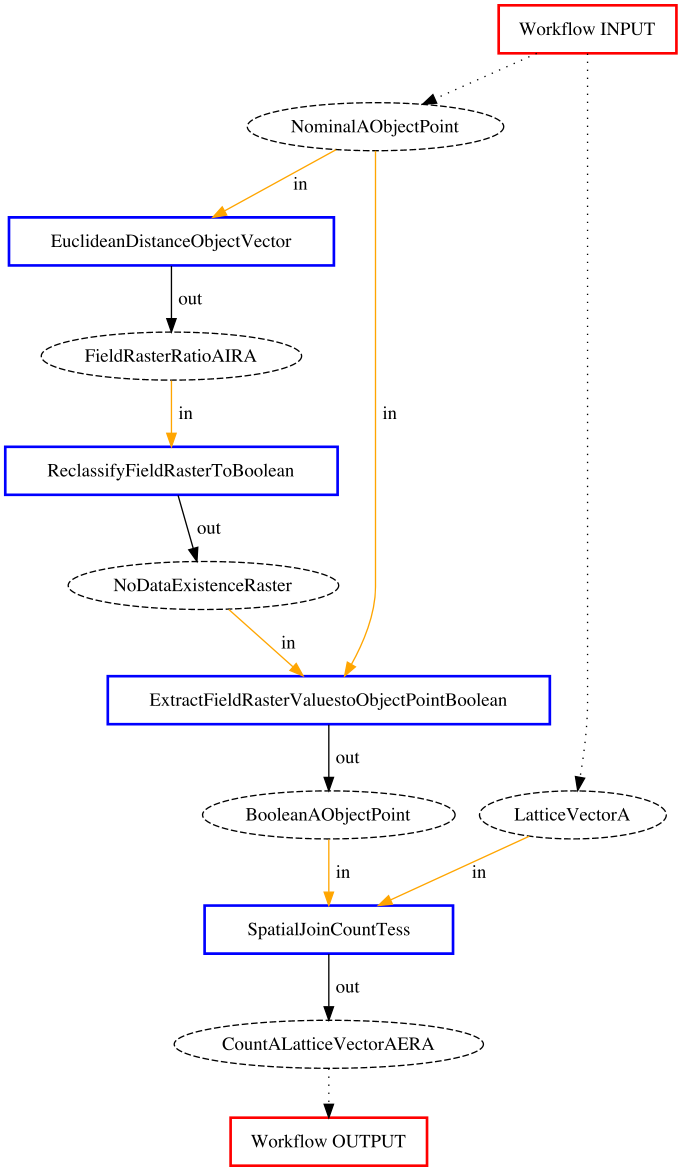 Workflow INPUT
NominalAObjectPoint
in
EuclideanDistanceObjectVector
out
FieldRasterRatioAIRA
in
in
ReclassifyFieldRasterToBoolean
out
NoDataExistenceRaster
in
ExtractFieldRasterValuestoObjectPointBoolean
out
BooleanAObjectPoint
LatticeVectorA
in
in
SpatialJoinCountTess
out
CountALatticeVectorAERA
Workflow OUTPUT